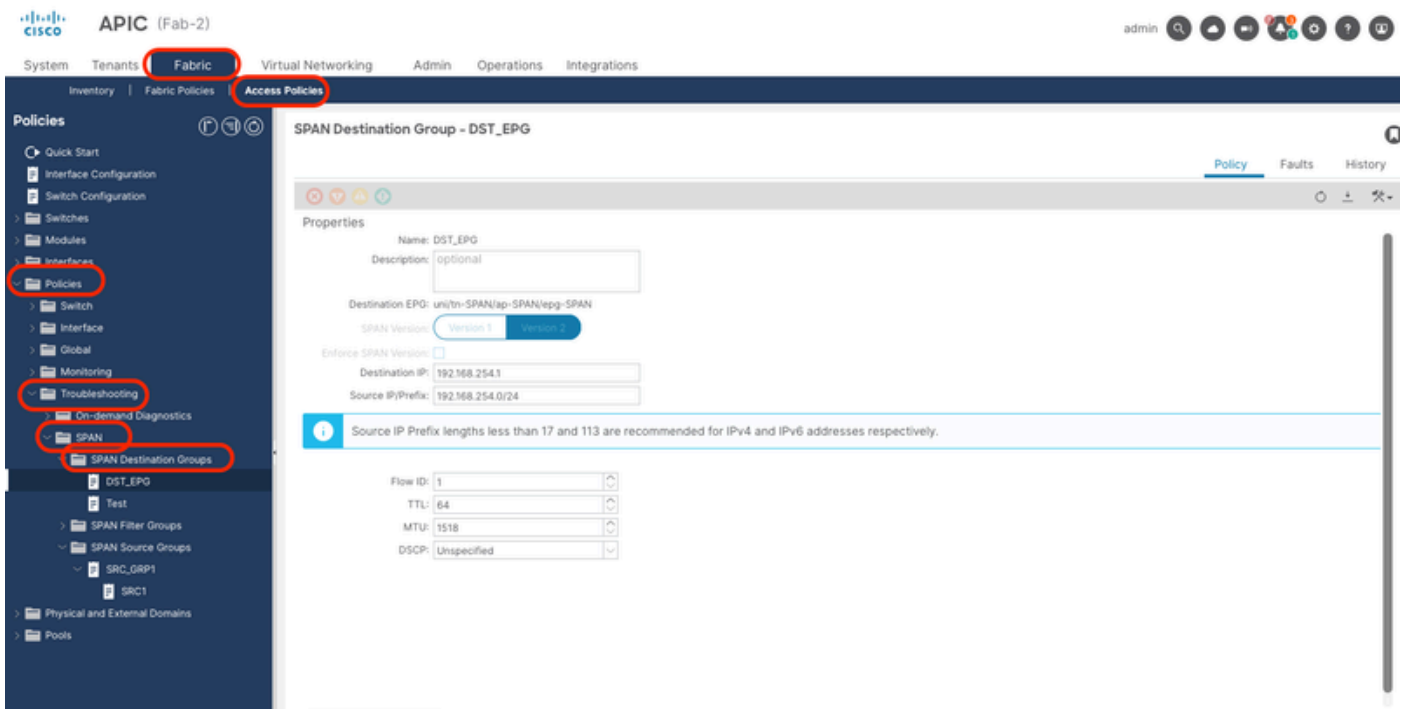 CISCO
APIC (Fab-2)
admin
System Tenants Fabric Virtual Networking Admin Operations Integrations
Inventory | Fabric Policies | Access Policies
Policies
Quick Start
Interface Configuration
Switch Configuration
Switches
Modules
Interfaces
Policies
Switch
Interface
Global
Monitoring
Troubleshooting
On-demand Diagnostics
SPAN
SPAN Destination Groups
DST_EPG
Test
SPAN Filter Groups
SPAN Source Groups
SRC_GRP1
SRC1
Physical and External Domains
Pools
SPAN Destination Group - DST_EPG
Policy Faults History
Properties
Name: DST_EPG
Description: optional
Destination EPG: uni/tn-SPAN/ap-SPAN/epg-SPAN
SPAN Version: Version 1 Version 2
Enforce SPAN Version:
Destination IP: 192.168.254.1
Source IP/Prefix: 192.168.254.0/24
Source IP Prefix lengths less than 17 and 113 are recommended for IPv4 and IPv6 addresses respectively.
Flow ID: 1
TTL: 64
MTU: 1518
DSCP: Unspecified